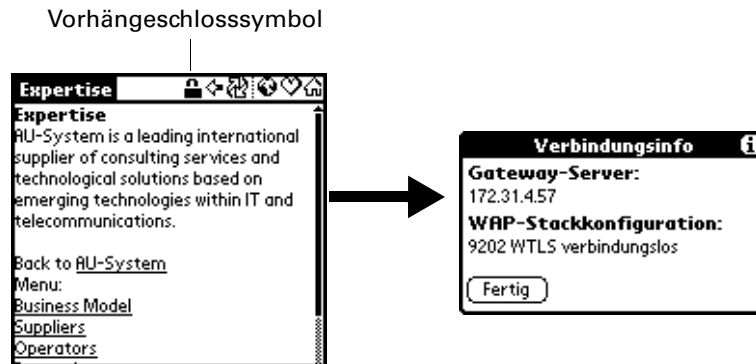 Vorhängeschlosssymbol
Expertise
Expertise
AU-System is a leading international
supplier of consulting services and
technological solutions based on
emerging technologies within IT and
telecommunications.
Back to AU-System
Menu:
Business Model
Suppliers
Operators
Verbindungsinfo
Gateway-Server:
172.31.4.57
WAP-Stackkonfiguration:
9202 WTLS verbindungslos
Fertig